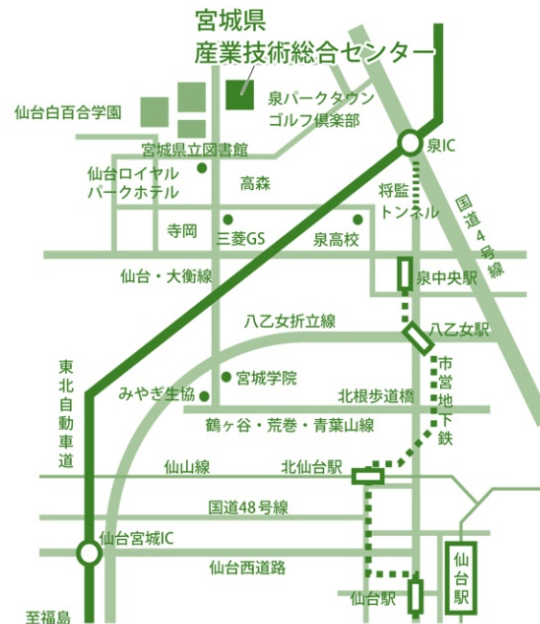 宮城県
産業技術総合センター
仙台白百合学園
泉パークタウン
ゴルフ倶楽部
宮城県立図書館
泉IC
仙台ロイヤル
パークホテル
高森
将監
トンネル
国道4号線
寺岡
三菱GS
泉高校
仙台・大衡線
泉中央駅
八乙女折立線
八乙女駅
東北自動車道
市営地下鉄
宮城学院
みやぎ生協
北根歩道橋
鶴ヶ谷・荒巻・青葉山線
仙山線
北仙台駅
国道48号線
仙台宮城IC
仙台西道路
仙台駅
仙台駅
至福島